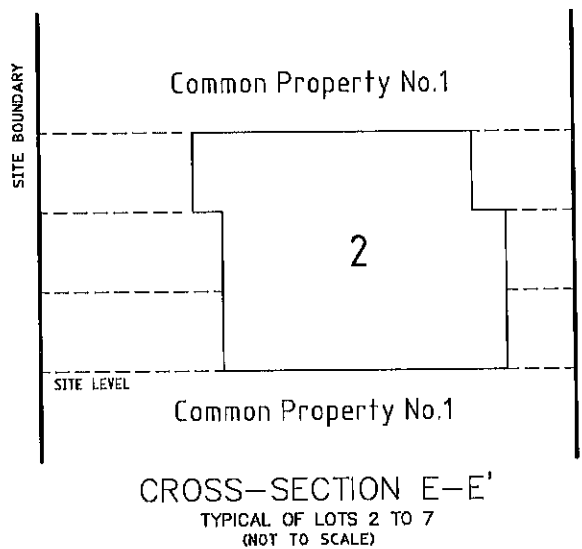 SITE BOUNDARY
Common Property No.1
2
SITE LEVEL
Common Property No.1
CROSS-SECTION E-E'
TYPICAL OF LOTS 2 TO 7
(NOT TO SCALE)